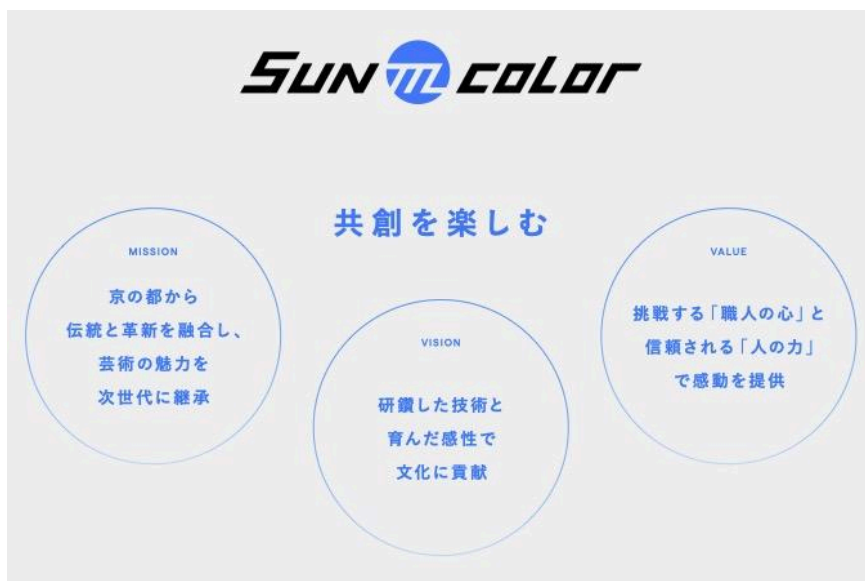 Sun m color
共創を楽しむ
MISSION
京の都から
伝統と革新を融合し、
芸術の魅力を
次世代に継承
VISION
研鑽した技術と
育んだ感性で
文化に貢献
VALUE
挑戦する「職人の心」と
信頼される「人の力」
で感動を提供